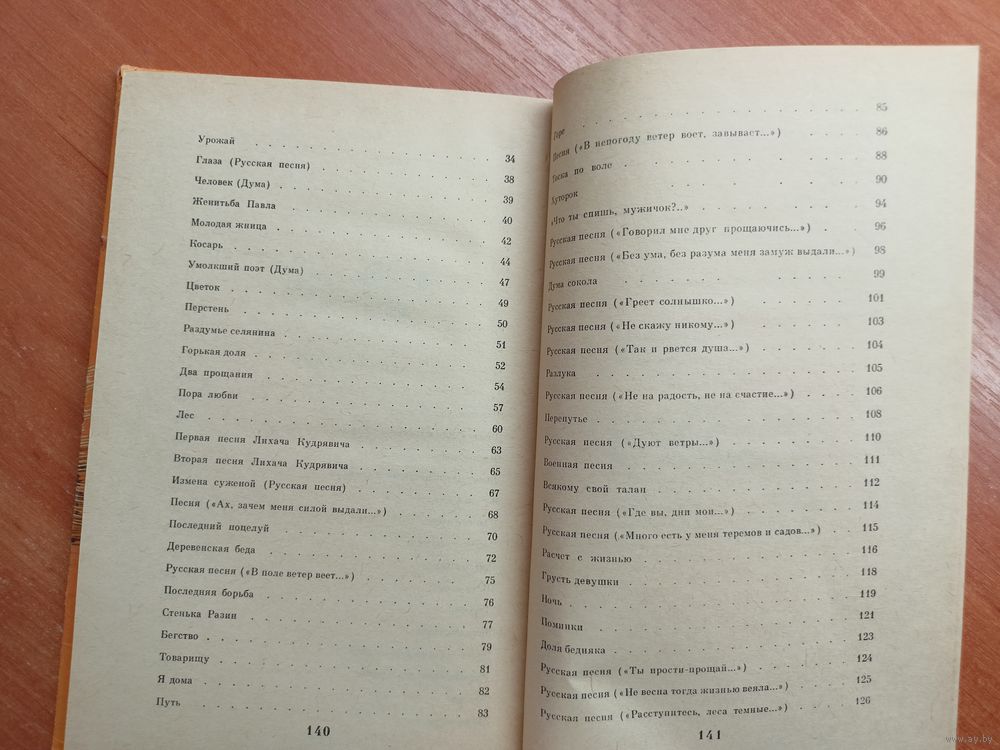 Урожай . . . . . . . . . . 34
Глаза (Русская песня) . . . . . . . . . . 38
Человек (Дума) . . . . . . . . . . 39
Женитьба Павла . . . . . . . . . . 40
Молодая жница . . . . . . . . . . 42
Косарь . . . . . . . . . . 44
Умолкший поэт (Дума) . . . . . . . . . . 47
Цветок . . . . . . . . . . 49
Перстень . . . . . . . . . . 50
Раздумье селянина . . . . . . . . . . 51
Горькая доля . . . . . . . . . . 52
Два прощания . . . . . . . . . . 54
Пора любви . . . . . . . . . . 57
Лес . . . . . . . . . . 60
Первая песня Лихача Кудрявича . . . . . . . . . . 63
Вторая песня Лихача Кудрявича . . . . . . . . . . 65
Измена суженой (Русская песня) . . . . . . . . . . 67
Песня («Ах, зачем меня силой выдали...») . . . . . . . . . . 68
Последний поцелуй . . . . . . . . . . 70
Деревенская беда . . . . . . . . . . 72
Русская песня («В поле ветер веет...») . . . . . . . . . . 75
Последняя борьба . . . . . . . . . . 76
Стенька Разин . . . . . . . . . . 77
Бегство . . . . . . . . . . 79
Товарищу . . . . . . . . . . 81
Я дома . . . . . . . . . . 82
Путь . . . . . . . . . . 83
140
Горе . . . . . . . . . . 85
Песня («В непогоду ветер воет, завывает...») . . . . . . . . . . 86
Тоска по воле . . . . . . . . . . 88
Хуторок . . . . . . . . . . 90
«Что ты спишь, мужичок?..» . . . . . . . . . . 94
Русская песня («Говорил мне друг прощаючись...») . . . . . . . . . . 96
Русская песня («Без ума, без разума меня замуж выдали...») 98
Дума сокола . . . . . . . . . . 99
Русская песня («Греет солнышко...») . . . . . . . . . . 101
Русская песня («Не скажу никому...») . . . . . . . . . . 103
Русская песня («Так и рвется душа...») . . . . . . . . . . 104
Разлука . . . . . . . . . . 105
Русская песня («Не на радость, не на счастие...») . . . . . . . . . . 106
Перепутье . . . . . . . . . . 108
Русская песня («Дуют ветры...») . . . . . . . . . . 110
Военная песня . . . . . . . . . . 111
Всякому свой талан . . . . . . . . . . 112
Русская песня («Где вы, дни мои...») . . . . . . . . . . 114
Русская песня («Много есть у меня теремов и садов...») . . . 115
Расчет с жизнью . . . . . . . . . . 116
Грусть девушки . . . . . . . . . . 118
Ночь . . . . . . . . . . 119
Поминки . . . . . . . . . . 121
Доля бедняка . . . . . . . . . . 123
Русская песня («Ты прости-прощай...») . . . . . . . . . . 124
Русская песня («Не весна тогда жизнью веяла...») . . . . . 125
Русская песня («Расступитесь, леса темные...») . . . . . 126
141
www.ay.by